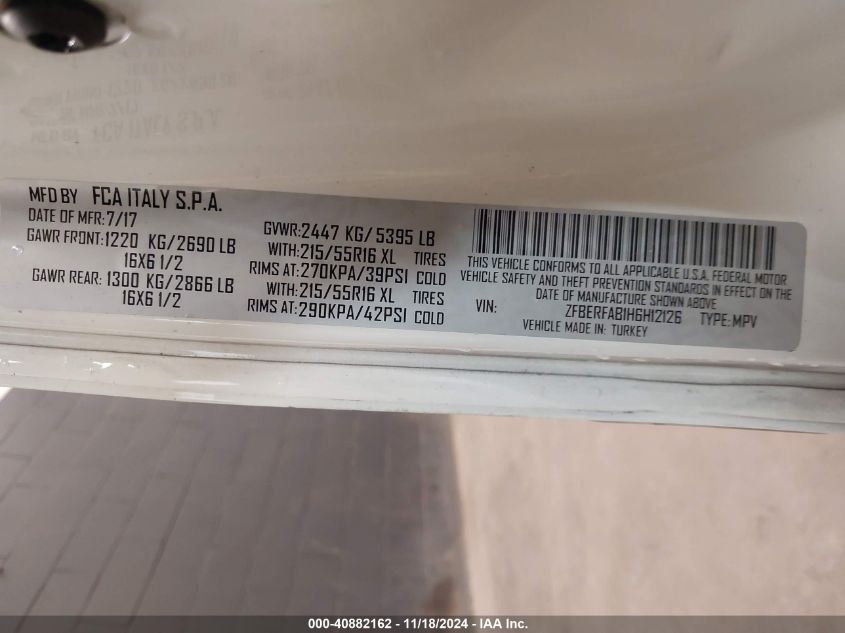 MFD BY FCA ITALY S.P.A.
DATE OF MFR:7/17
GAWR FRONT:1220 KG/2690 LB
16X6 1/2
GAWR REAR: 1300 KG/2866 LB
16X6 1/2
GVWR:2447 KG/ 5395 LB
WITH:215/55R16 XL TIRES
RIMS AT:270KPA/39PSI COLD
WITH:215/55R16 XL TIRES
RIMS AT:290KPA/42PSI COLD
THIS VEHICLE CONFORMS TO ALL APPLICABLE U.S.A. FEDERAL MOTOR
VEHICLE SAFETY AND THEFT PREVENTION STANDARDS IN EFFECT ON THE
DATE OF MANUFACTURE SHOWN ABOVE
VIN: ZFBERFAB1H6H12126 TYPE:MPV
VEHICLE MADE IN: TURKEY
000-40882162 - 11/18/2024 - IAA Inc.